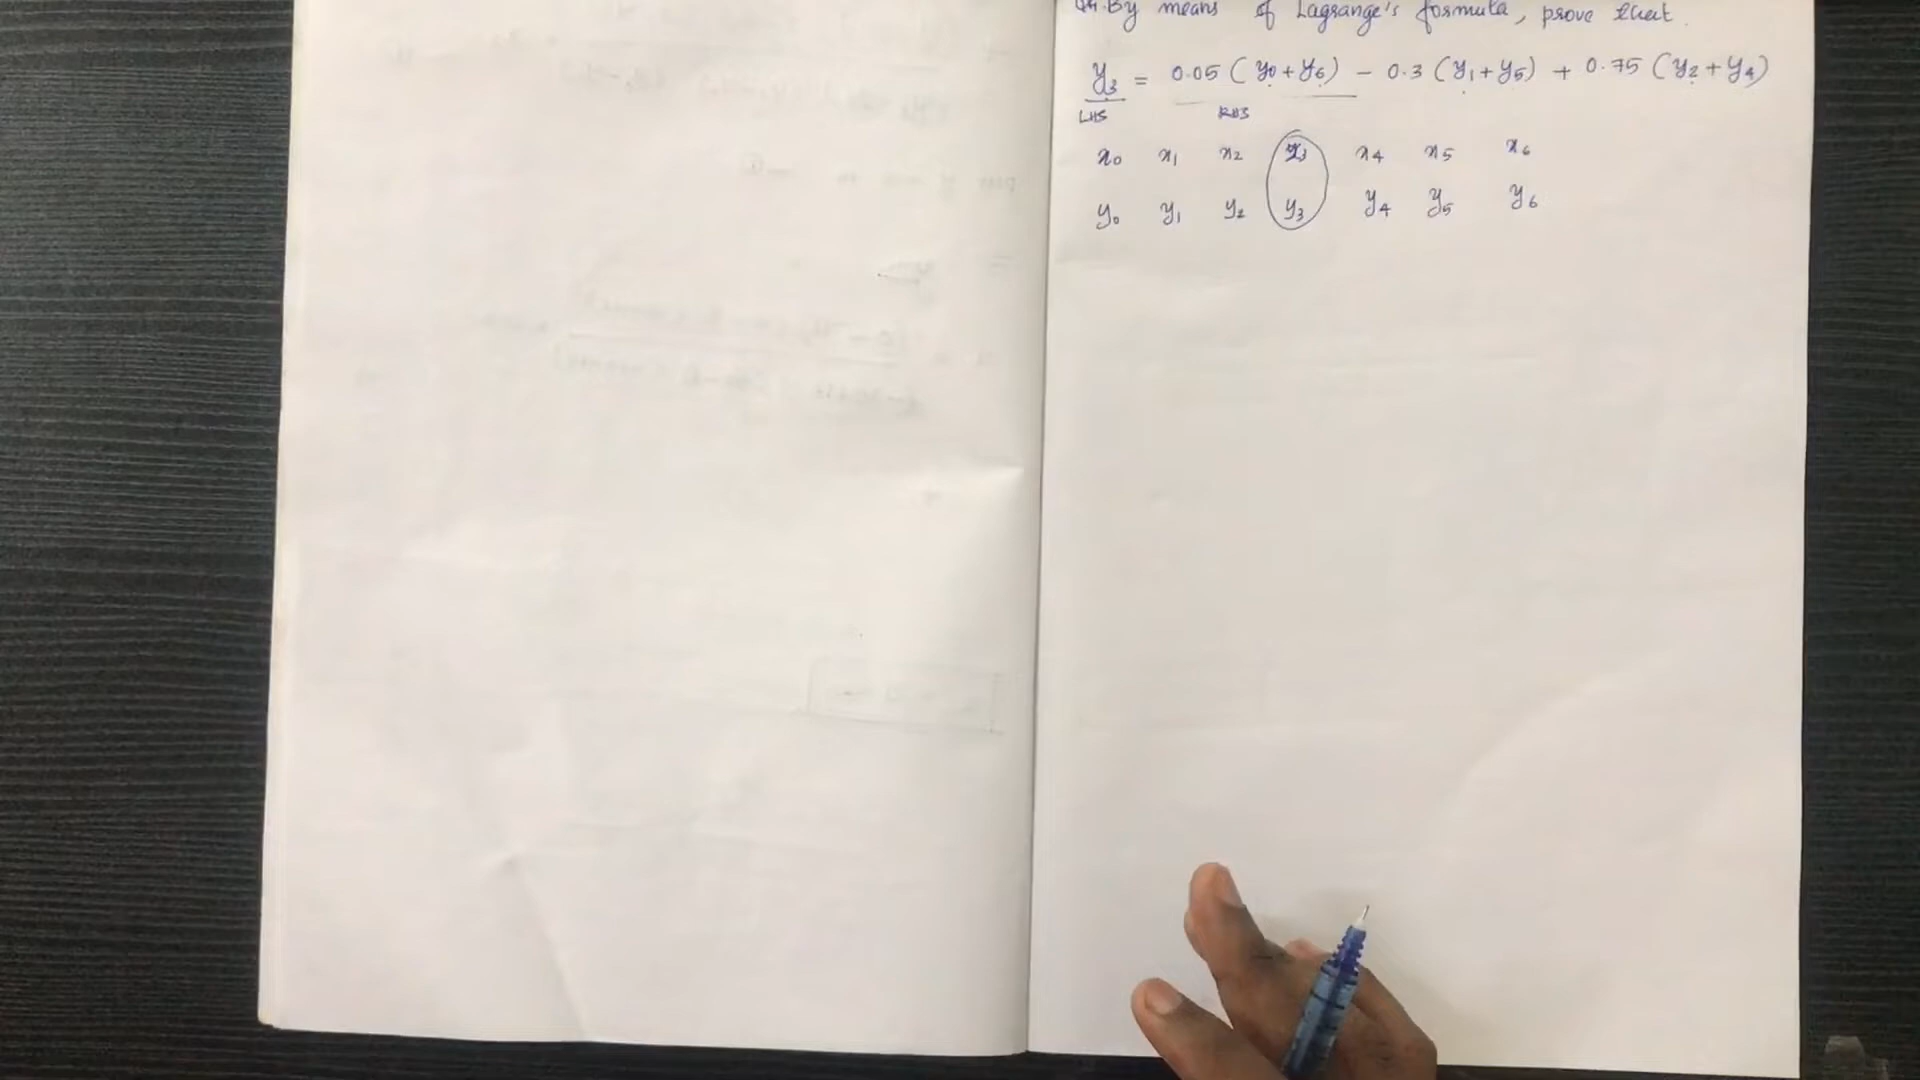 By means of Lagrange's formula, prove that
y₃ = 0.05 (y₀ + y₆) − 0.3 (y₁ + y₅) + 0.75 (y₂ + y₄)
LHS RHS
x₀ x₁ x₂ x₃ x₄ x₅ x₆
y₀ y₁ y₂ y₃ y₄ y₅ y₆